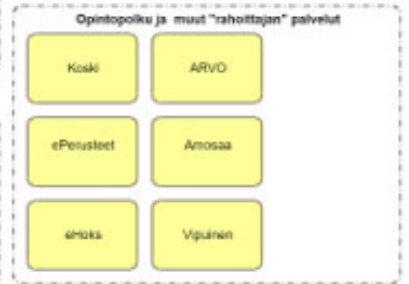 Opintopolku ja muut "rahoittajan" palvelut
Koski
ARVO
ePerusteet
Amosaa
eHoks
Vipunen